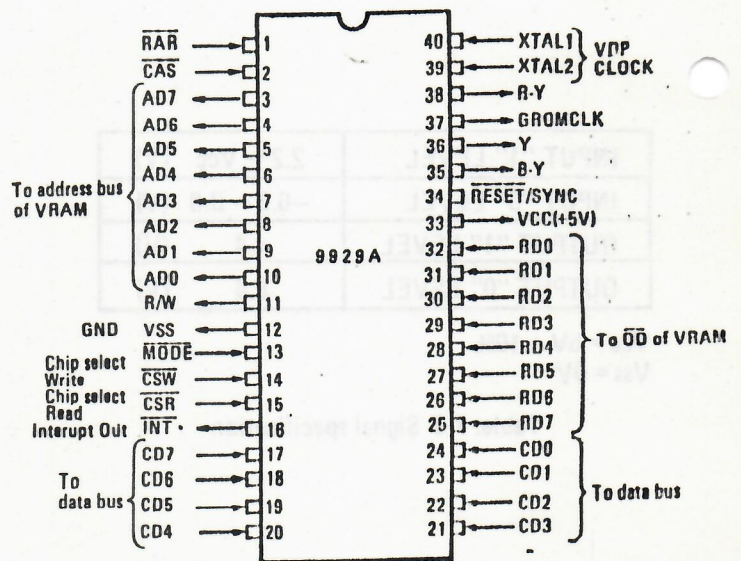 RAR 1
CAS 2
To address bus of VRAM
AD7 3
AD6 4
AD5 5
AD4 6
AD3 7
AD2 8
AD1 9
AD0 10
R/W 11
GND VSS 12
MODE 13
Chip select Write CSW 14
Chip select Read CSR 15
Interupt Out INT 16
To data bus
CD7 17
CD6 18
CD5 19
CD4 20
9929A
40 XTAL1
39 XTAL2
VDP CLOCK
38 R-Y
37 GROMCLK
36 Y
35 B-Y
34 RESET/SYNC
33 VCC(+5V)
32 RD0
31 RD1
30 RD2
29 RD3
28 RD4
27 RD5
26 RD6
25 RD7
To OD of VRAM
24 CD0
23 CD1
22 CD2
21 CD3
To data bus